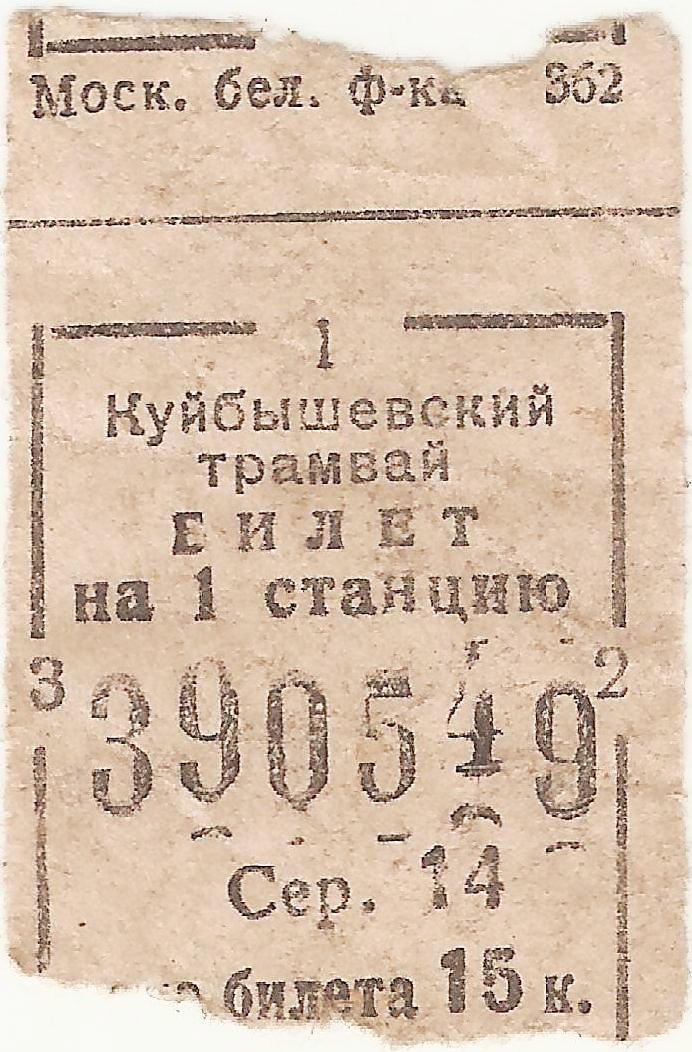 Моск. бел. ф-ка 362
1
Куйбышевский
трамвай
БИЛЕТ
на 1 станцию
3 2
390549
Сер. 14
билета 15 к.